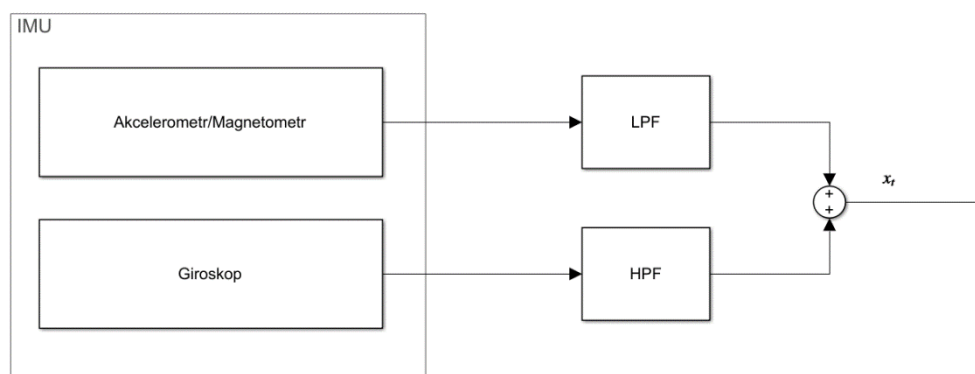 IMU
Akcelerometr/Magnetometr
LPF
x_t
+
+
Giroskop
HPF